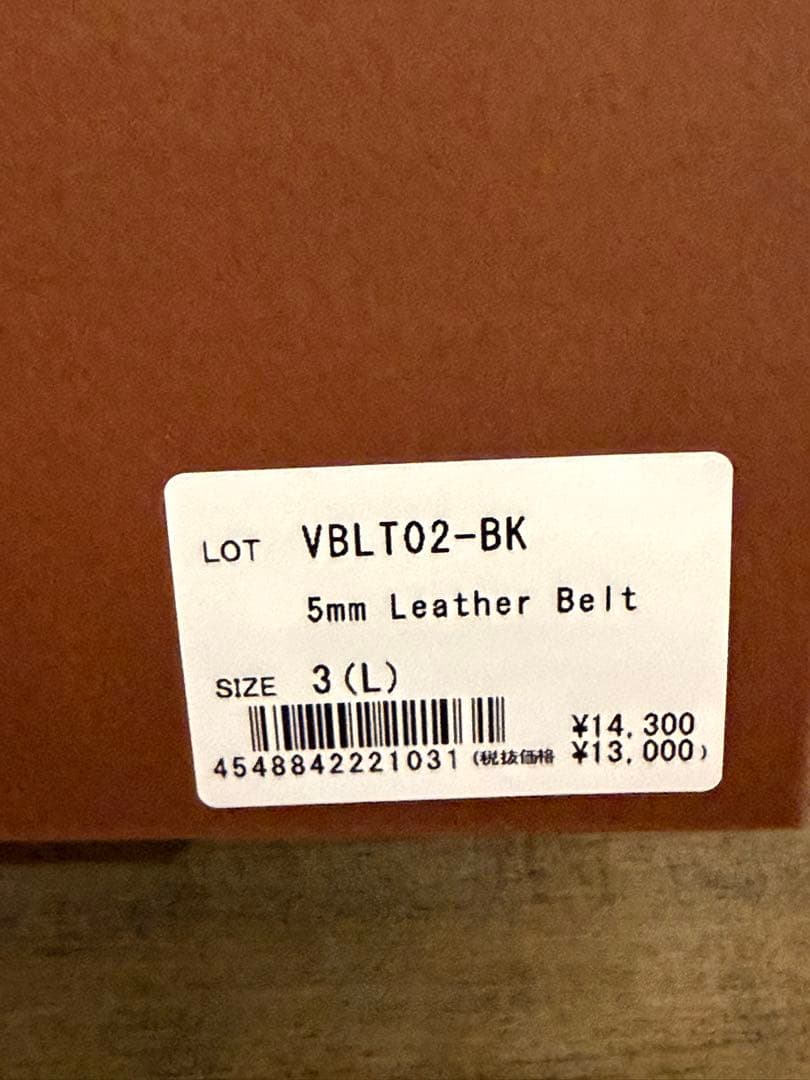 LOT VBLT02-BK
5mm Leather Belt
SIZE 3(L)
¥14,300
4548842221031 (税抜価格 ¥13,000)